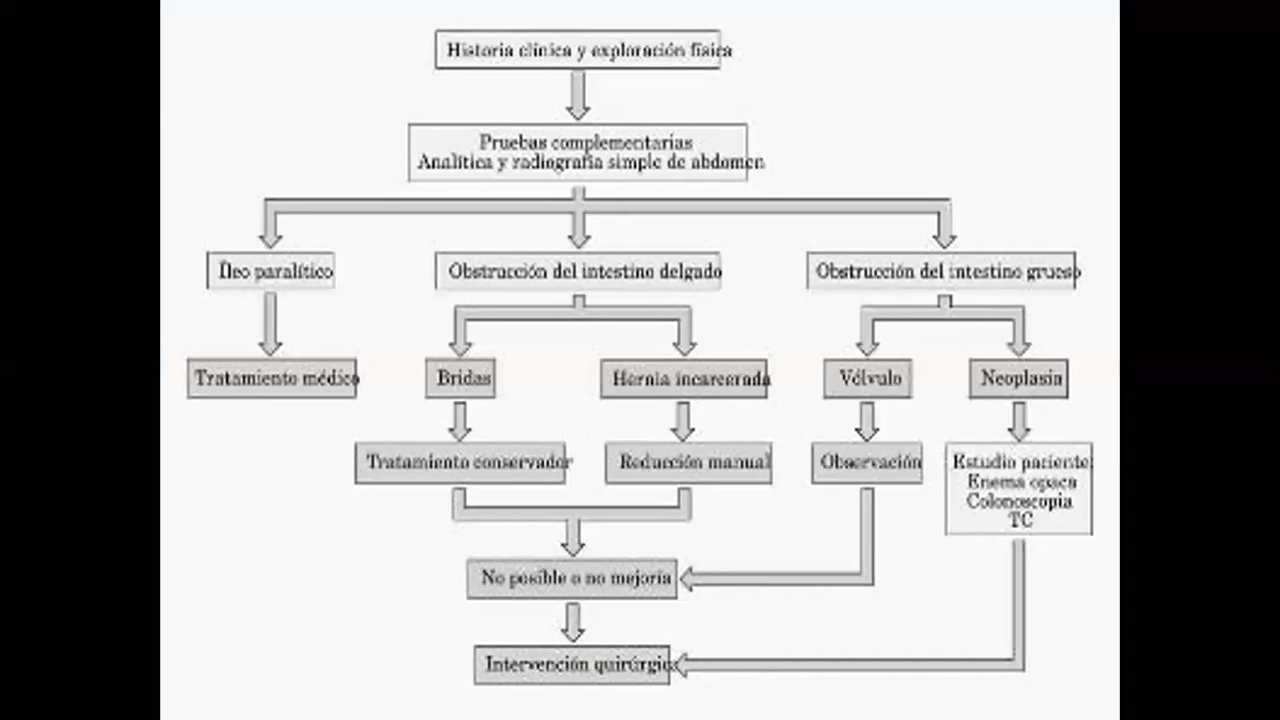 Historia clínica y exploración física
Pruebas complementarias
Analítica y radiografía simple de abdomen
Íleo paralítico
Obstrucción del intestino delgado
Obstrucción del intestino grueso
Tratamiento médico
Bridas
Hernia incarcerada
Vólvulo
Neoplasia
Tratamiento conservador
Reducción manual
Observación
Estudio paciente:
Enema opaca
Colonoscopia
TC
No posible o no mejoría
Intervención quirúrgica